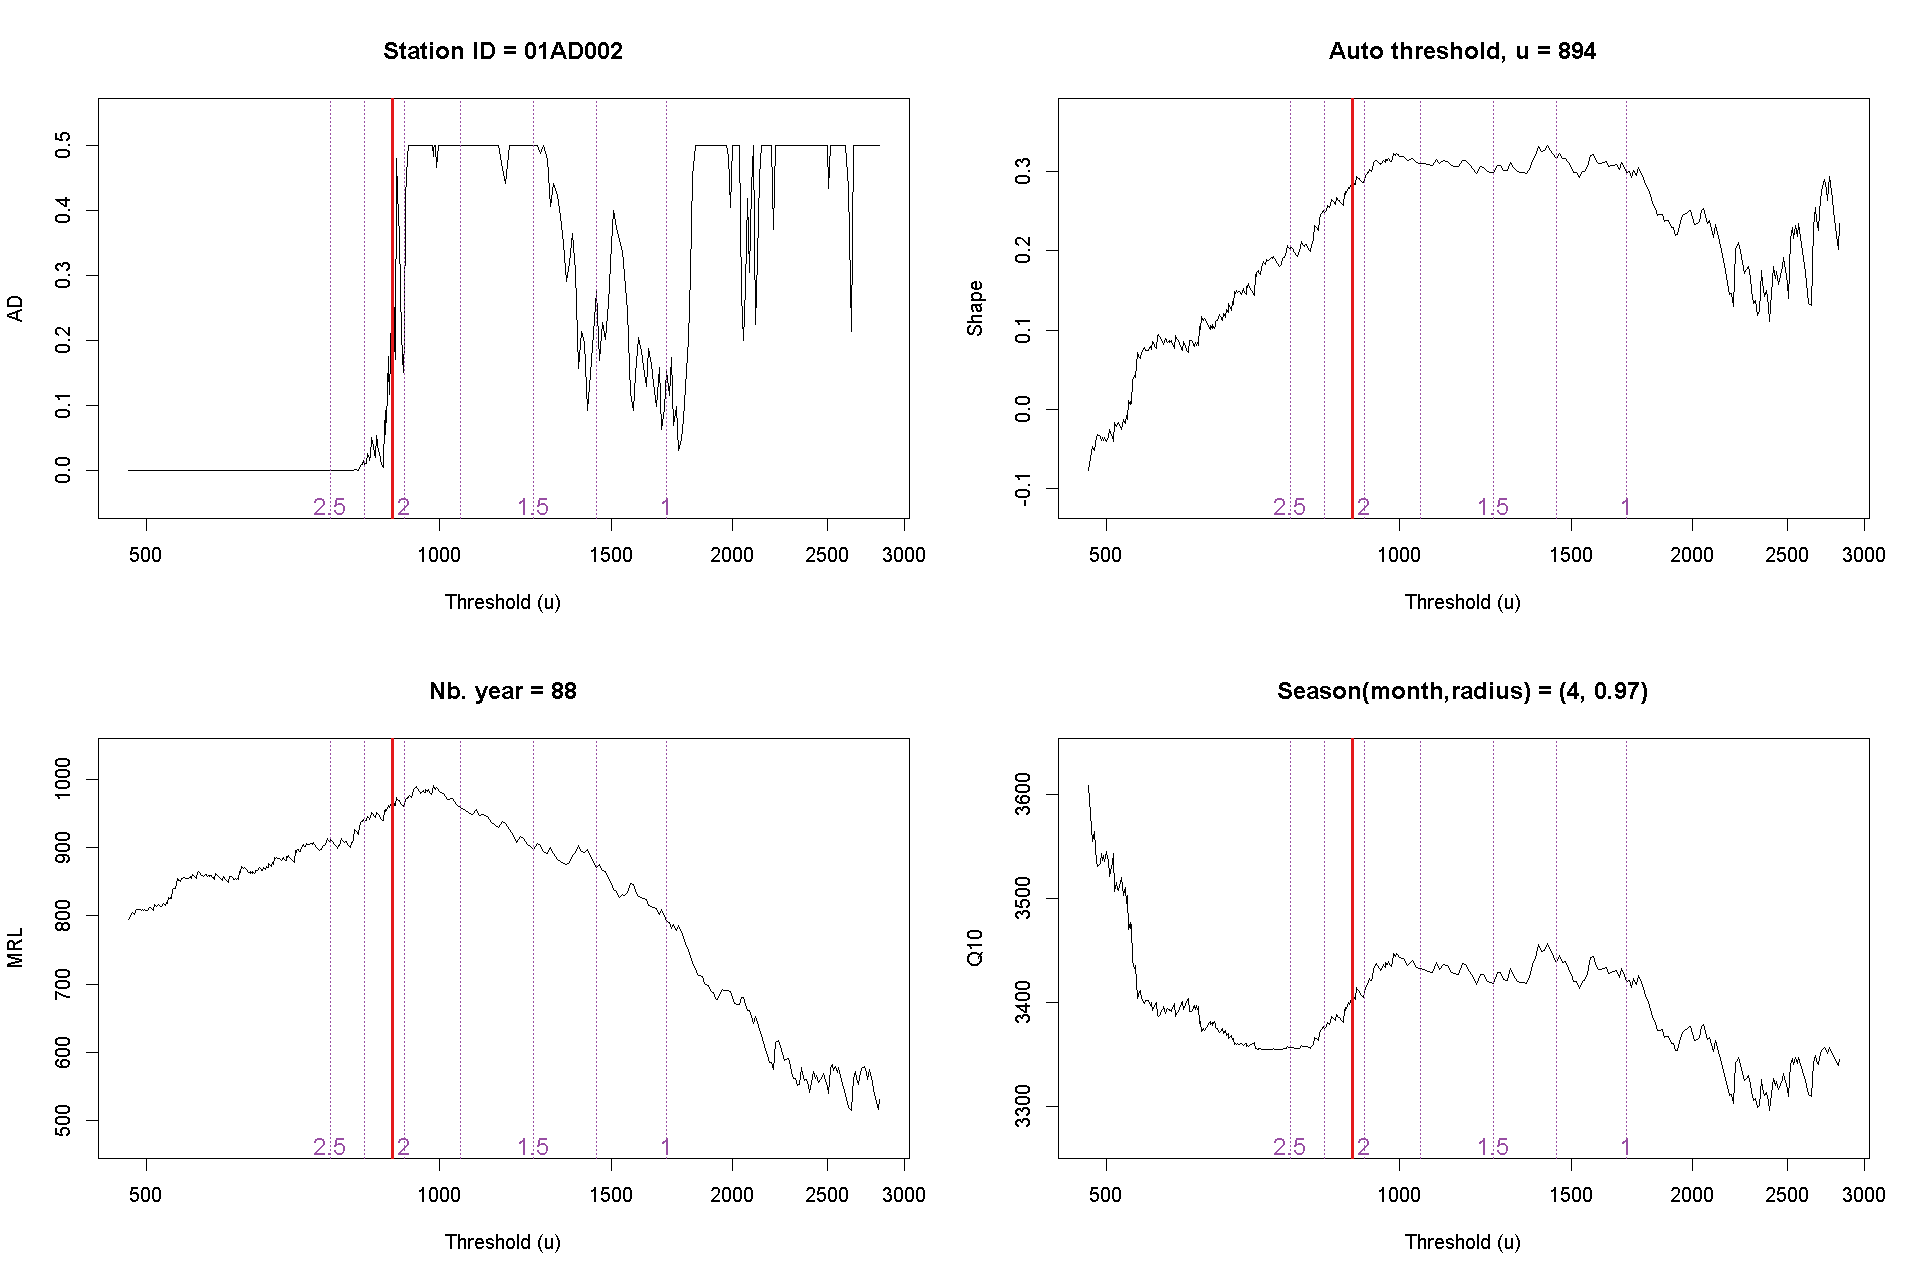 Station ID = 01AD002
AD
0.0 0.1 0.2 0.3 0.4 0.5
2.5 2 1.5 1
500 1000 1500 2000 2500 3000
Threshold (u)
Auto threshold, u = 894
Shape
-0.1 0.0 0.1 0.2 0.3
2.5 2 1.5 1
500 1000 1500 2000 2500 3000
Threshold (u)
Nb. year = 88
MRL
500 600 700 800 900 1000
2.5 2 1.5 1
500 1000 1500 2000 2500 3000
Threshold (u)
Season(month,radius) = (4, 0.97)
Q10
3300 3400 3500 3600
2.5 2 1.5 1
500 1000 1500 2000 2500 3000
Threshold (u)